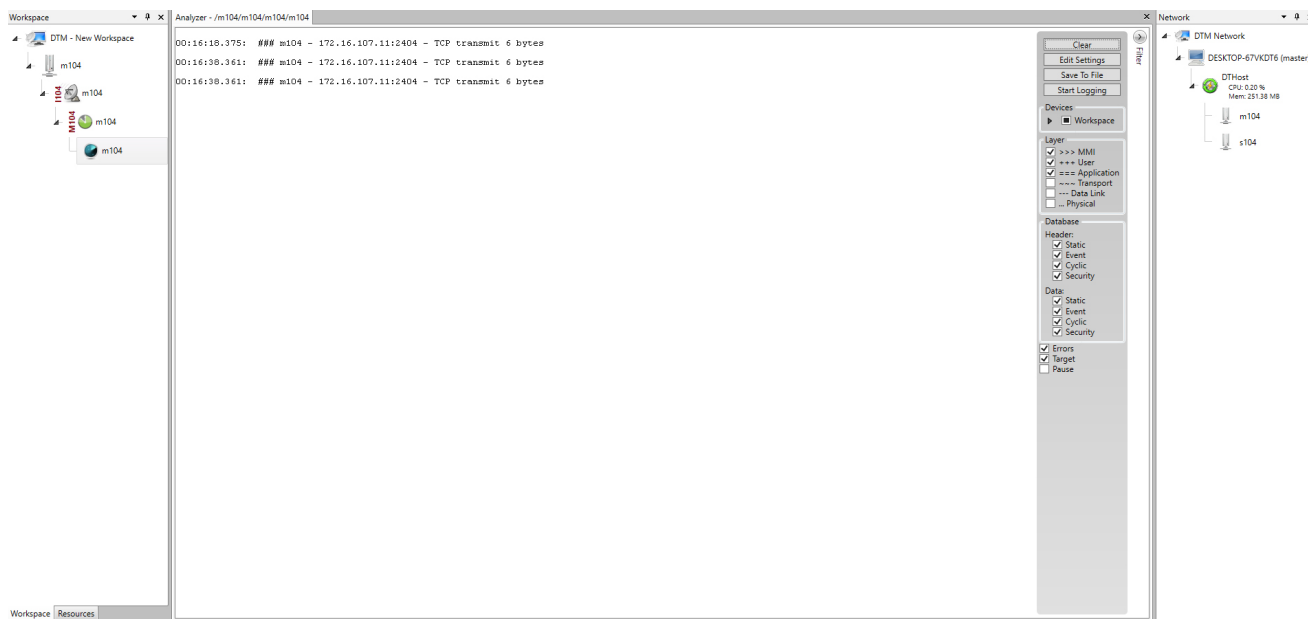 Workspace
DTM - New Workspace
m104
I104 m104
M104 m104
m104
Workspace Resources
Analyzer - /m104/m104/m104/m104
00:16:18.375: ### m104 - 172.16.107.11:2404 - TCP transmit 6 bytes
00:16:38.361: ### m104 - 172.16.107.11:2404 - TCP transmit 6 bytes
00:16:38.361: ### m104 - 172.16.107.11:2404 - TCP transmit 6 bytes
Clear
Edit Settings
Save To File
Start Logging
Devices
Workspace
Layer
>>> MMI
+++ User
=== Application
~~~ Transport
--- Data Link
... Physical
Database
Header:
Static
Event
Cyclic
Security
Data:
Static
Event
Cyclic
Security
Errors
Target
Pause
Filter
Network
DTM Network
DESKTOP-67VKDT6 (master
DTHost
CPU: 0.20 %
Mem: 251.38 MB
m104
s104